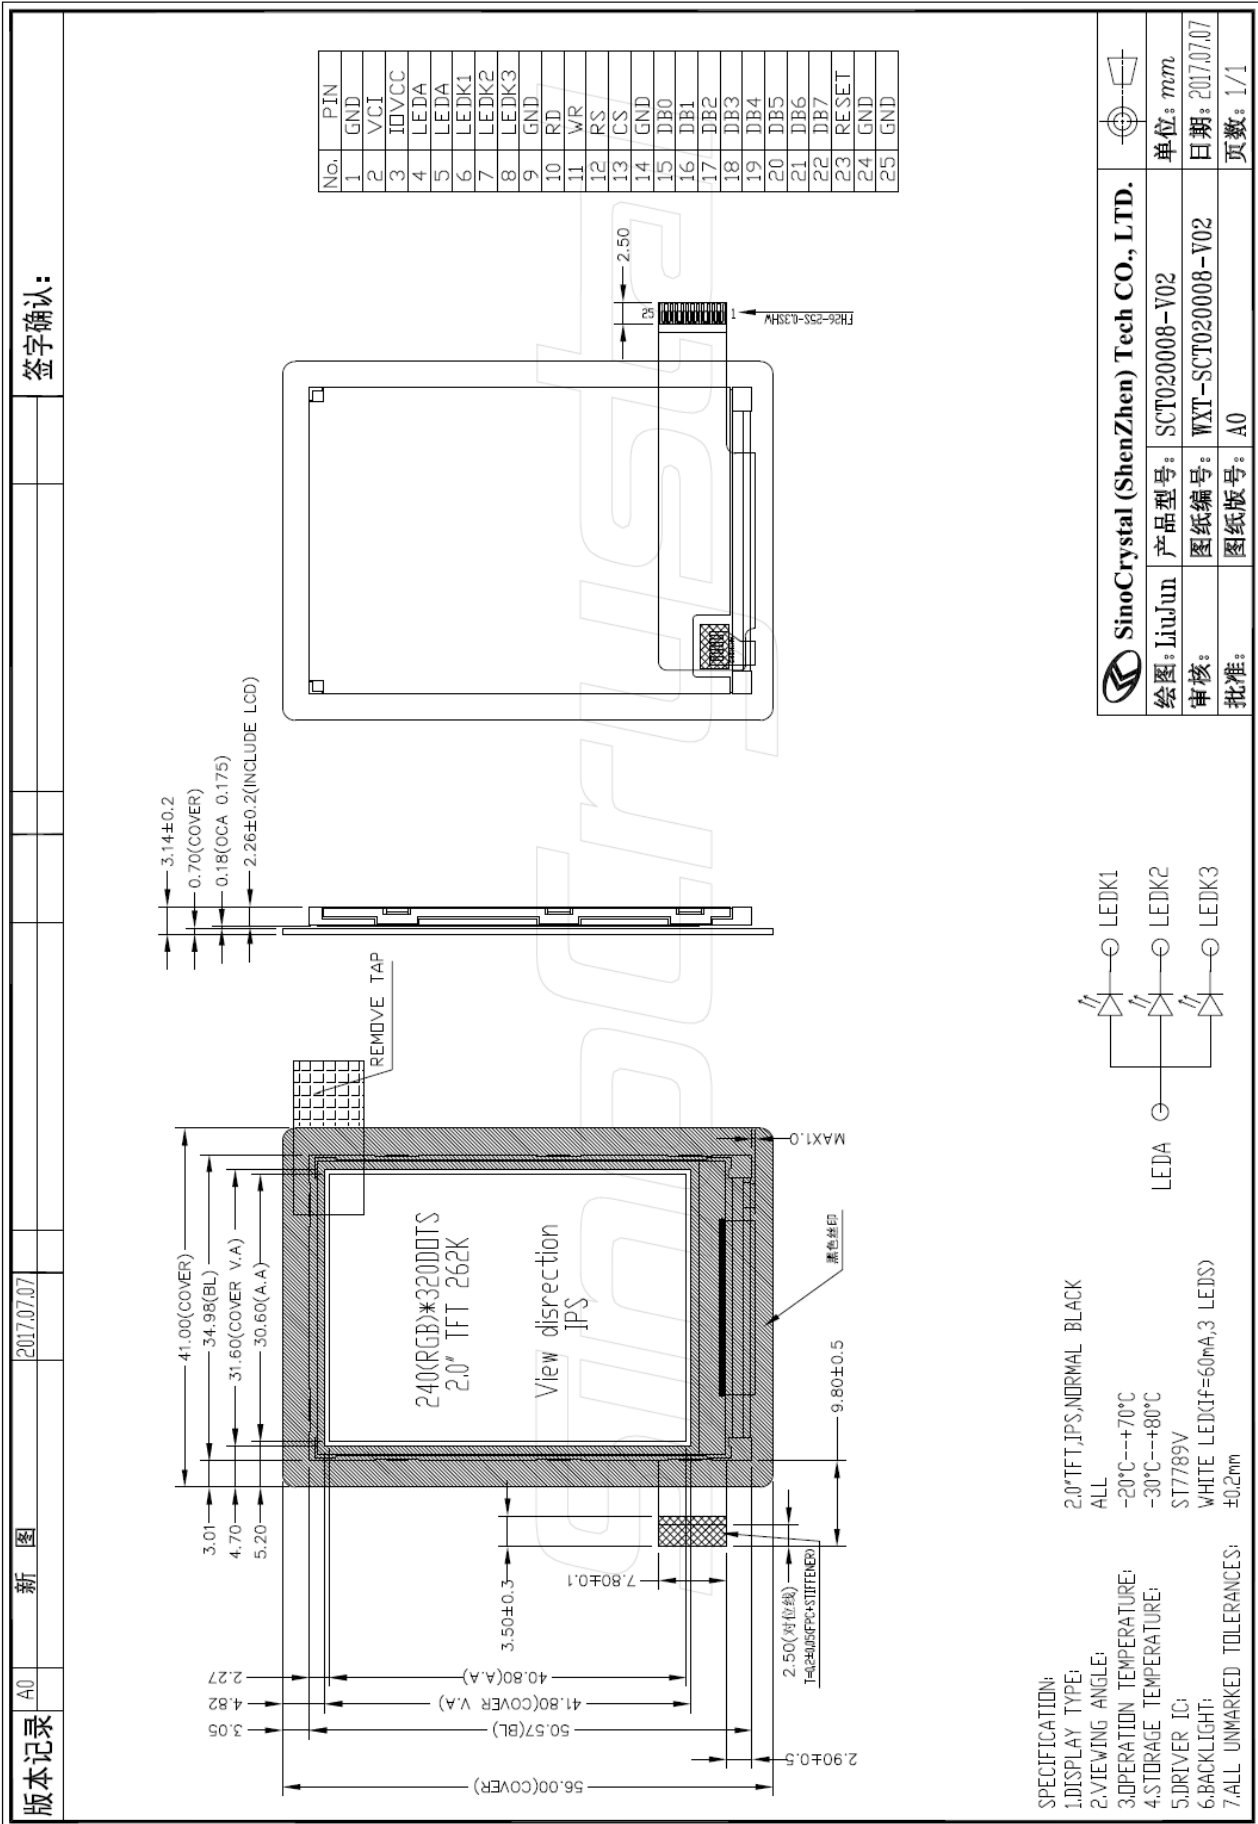 版本记录 A0 新 图 2017.07.07 签字确认:
56.00(COVER)
50.57(BL)
41.80(COVER V.A)
40.80(A.A)
3.05
4.82
2.27
2.90±0.5
3.01
4.70
5.20
41.00(COVER)
34.98(BL)
31.60(COVER V.A)
30.60(A.A)
240(RGB)*320DOTS
2.0" TFT 262K
View disrection
IPS
3.50±0.3
7.80±0.1
2.50(对位线)
T=0.2±0.05(FPC+STIFFENER)
9.80±0.5
黑色丝印
MAX1.0
REMOVE TAP
3.14±0.2
0.70(COVER)
0.18(OCA 0.175)
2.26±0.2(INCLUDE LCD)
2.50
25
1
FH26-25S-0.3SHW
No. PIN
1 GND
2 VCI
3 IOVCC
4 LEDA
5 LEDA
6 LEDK1
7 LEDK2
8 LEDK3
9 GND
10 RD
11 WR
12 RS
13 CS
14 GND
15 DB0
16 DB1
17 DB2
18 DB3
19 DB4
20 DB5
21 DB6
22 DB7
23 RESET
24 GND
25 GND
SinoCrystal
SPECIFICATION:
1.DISPLAY TYPE: 2.0"TFT,IPS,NORMAL BLACK
2.VIEWING ANGLE: ALL
3.OPERATION TEMPERATURE: -20°C--+70°C
4.STORAGE TEMPERATURE: -30°C--+80°C
5.DRIVER IC: ST7789V
6.BACKLIGHT: WHITE LED(If=60mA,3 LEDS)
7.ALL UNMARKED TOLERANCES: ±0.2mm
LEDA
LEDK1
LEDK2
LEDK3
SinoCrystal (ShenZhen) Tech CO., LTD.
绘图: LiuJun 产品型号: SCT020008-V02 单位: mm
审核: 图纸编号: WXT-SCT020008-V02 日期: 2017.07.07
批准: 图纸版号: A0 页数: 1/1